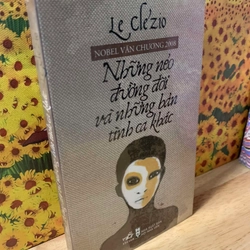 Le Clézio
NOBEL VĂN CHƯƠNG 2008
Những nẻo
đường đời
và những bản
tình ca khác